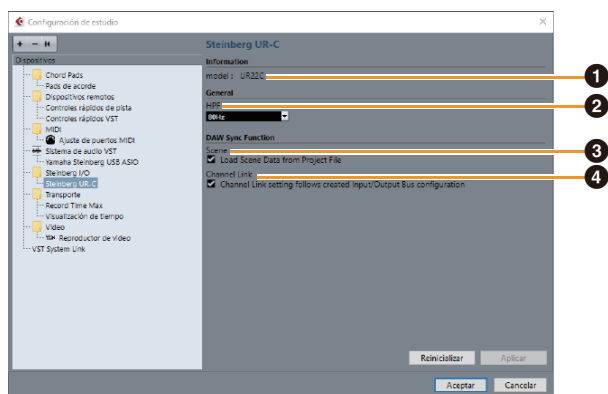 Configuración de estudio
Dispositivos
Chord Pads
Pads de acorde
Dispositivos remotos
Controles rápidos de pista
Controles rápidos VST
MIDI
Ajuste de puertos MIDI
Sistema de audio VST
Yamaha Steinberg USB ASIO
Steinberg I/O
Steinberg UR-C
Transporte
Record Time Max
Visualización de tiempo
Video
Reproductor de video
VST System Link
Steinberg UR-C
Information
model : UR22C
1
General
HPF
2
80Hz
DAW Sync Function
Scene
3
Load Scene Data from Project File
Channel Link
4
Channel Link setting follows created Input/Output Bus configuration
Reinicializar
Aplicar
Aceptar
Cancelar